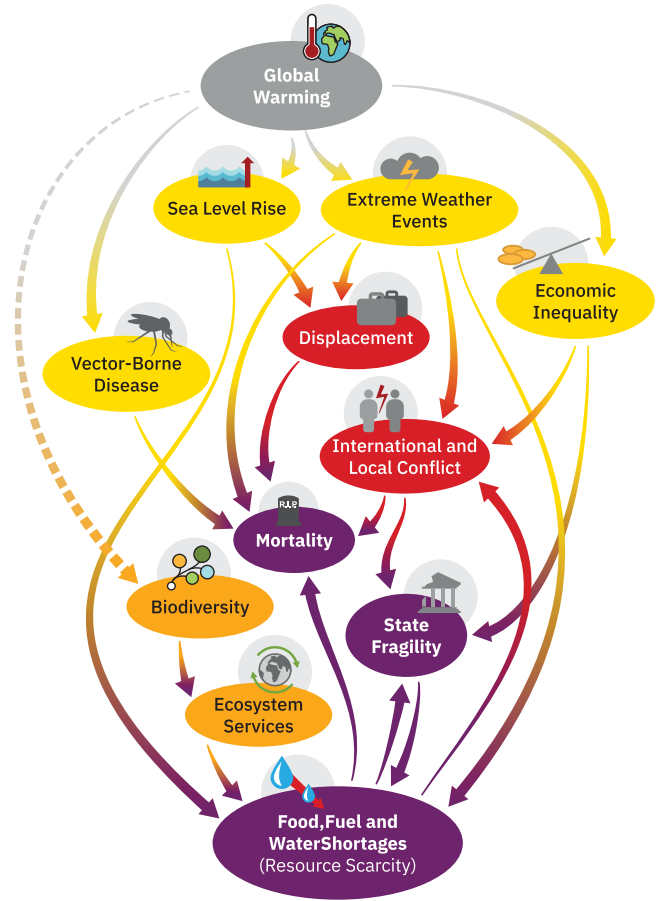 Global
Warming
Sea Level Rise
Extreme Weather
Events
Economic
Inequality
Displacement
Vector-Borne
Disease
International and
Local Conflict
R.I.P
Mortality
Biodiversity
State
Fragility
Ecosystem
Services
Food,Fuel and
WaterShortages
(Resource Scarcity)